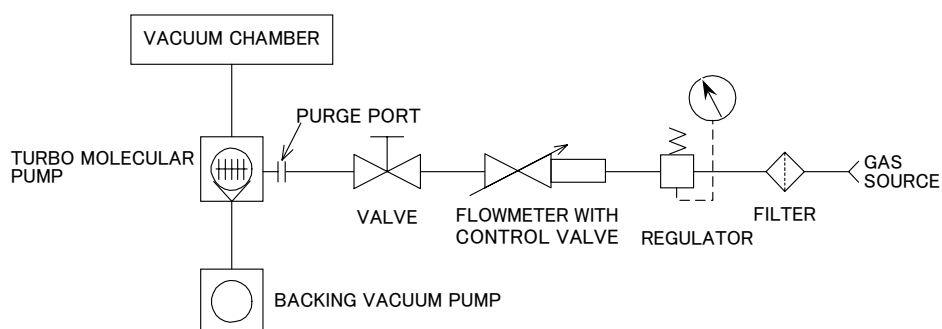 VACUUM CHAMBER
PURGE PORT
TURBO MOLECULAR
PUMP
GAS
SOURCE
VALVE
FLOWMETER WITH
CONTROL VALVE
REGULATOR
FILTER
BACKING VACUUM PUMP